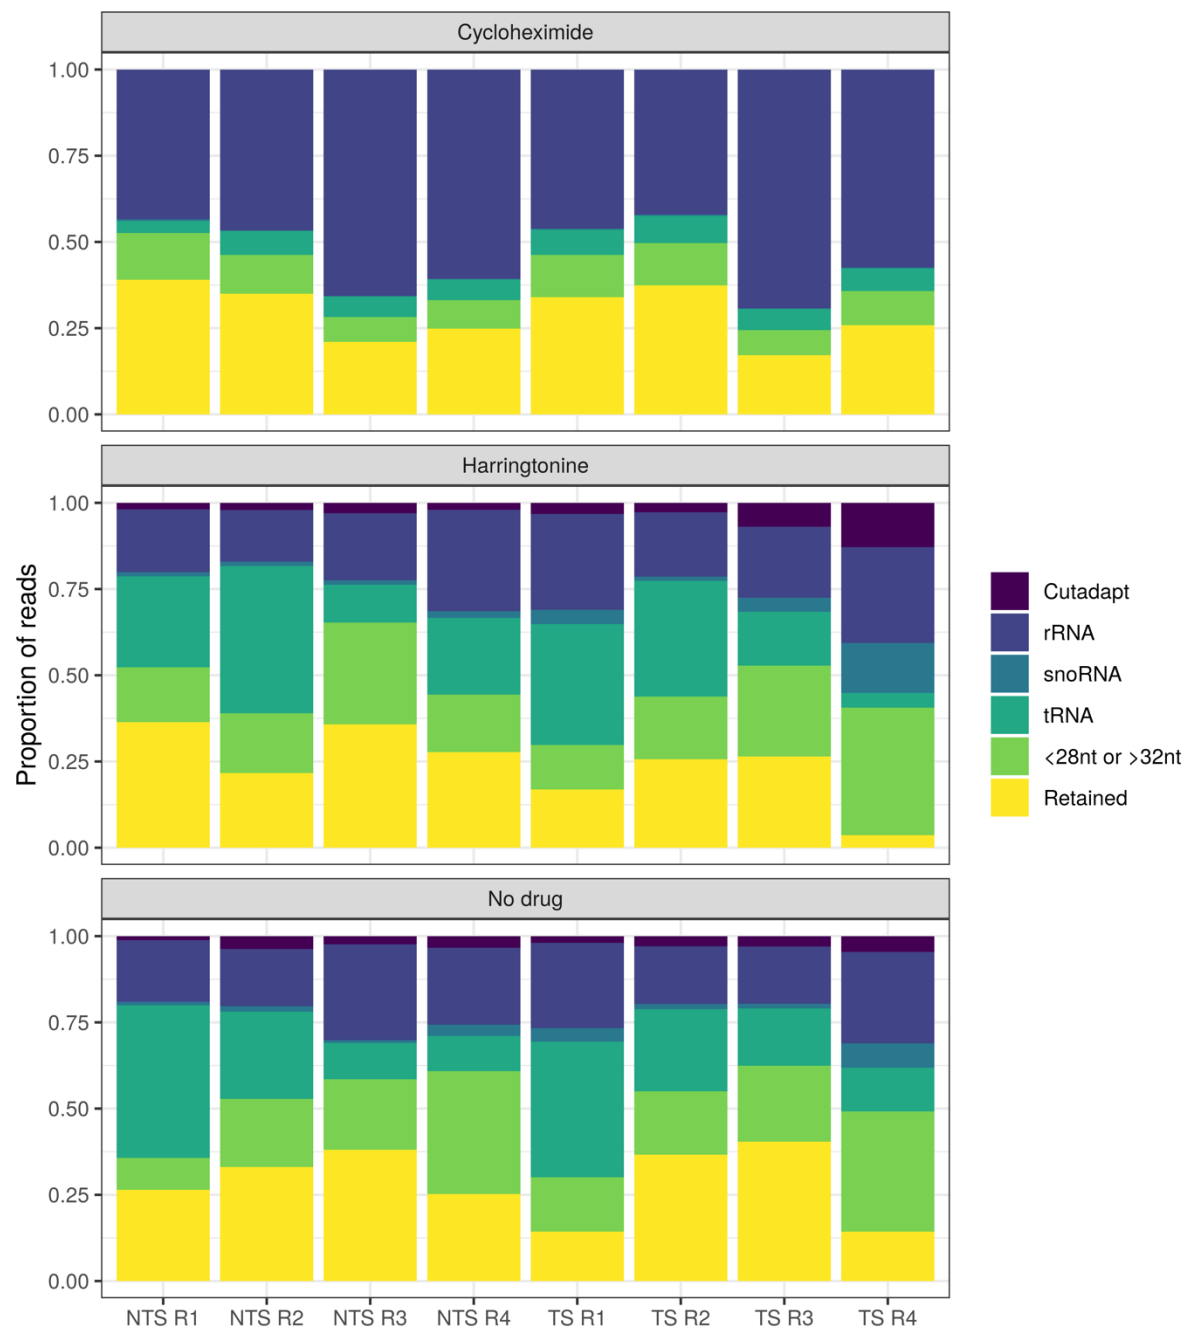 Cycloheximide
1.00
0.75
0.50
0.25
0.00
Harringtonine
1.00
0.75
0.50
0.25
0.00
No drug
1.00
0.75
0.50
0.25
0.00
NTS R1 NTS R2 NTS R3 NTS R4 TS R1 TS R2 TS R3 TS R4
Proportion of reads
Cutadapt
rRNA
snoRNA
tRNA
<28nt or >32nt
Retained